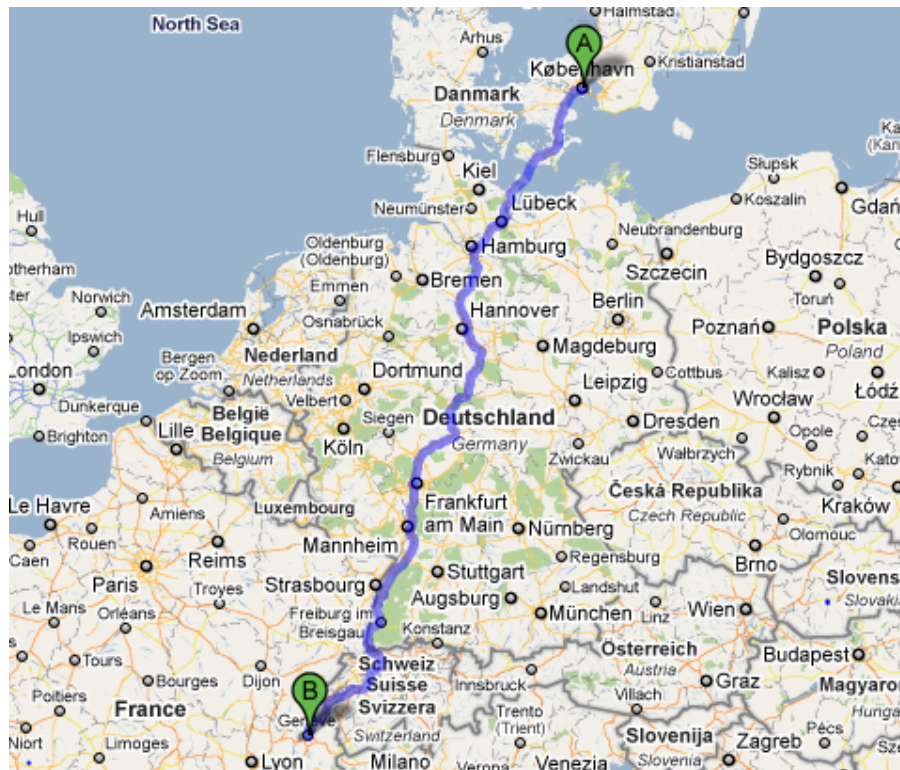 North Sea
Halmstad
A
Arhus
Kristianstad
København
Danmark
Denmark
Flensburg
Kiel
Słupsk
Koszalin
Gdań
Neumünster
Lübeck
Hull
Oldenburg
(Oldenburg)
Hamburg
Neubrandenburg
Szczecin
Bydgoszcz
Bremen
Emmen
Norwich
Toruń
Amsterdam
Osnabrück
Hannover
Berlin
Poznań
Polska
Poland
Ipswich
Bergen
op Zoom
Nederland
Netherlands
Magdeburg
London
Dortmund
Cottbus
Kalisz
Łódź
Velbert
Leipzig
Wrocław
Dunkerque
België
Belgique
Belgium
Siegen
Deutschland
Germany
Dresden
Brighton
Lille
Köln
Opole
Zwickau
Wałbrzych
Rybnik
Le Havre
Amiens
Luxembourg
Frankfurt
am Main
Česká Republika
Czech Republic
Kraków
Rouen
Caen
Reims
Mannheim
Nürnberg
Olomouc
Brno
Regensburg
Paris
Troyes
Strasbourg
Stuttgart
Landshut
Slovens
Slovakia
Le Mans
Orléans
Freiburg im
Breisgau
Augsburg
München
Linz
Wien
Konstanz
Tours
Dijon
Schweiz
Suisse
Svizzera
Switzerland
Österreich
Austria
Budapest
Bourges
B
Innsbruck
Graz
Magyaror
Hunga
Poitiers
France
Genève
Villach
Trento
(Trient)
Niort
Limoges
Lyon
Milano
Venezia
Slovenija
Slovenia
Zagreb
Pécs